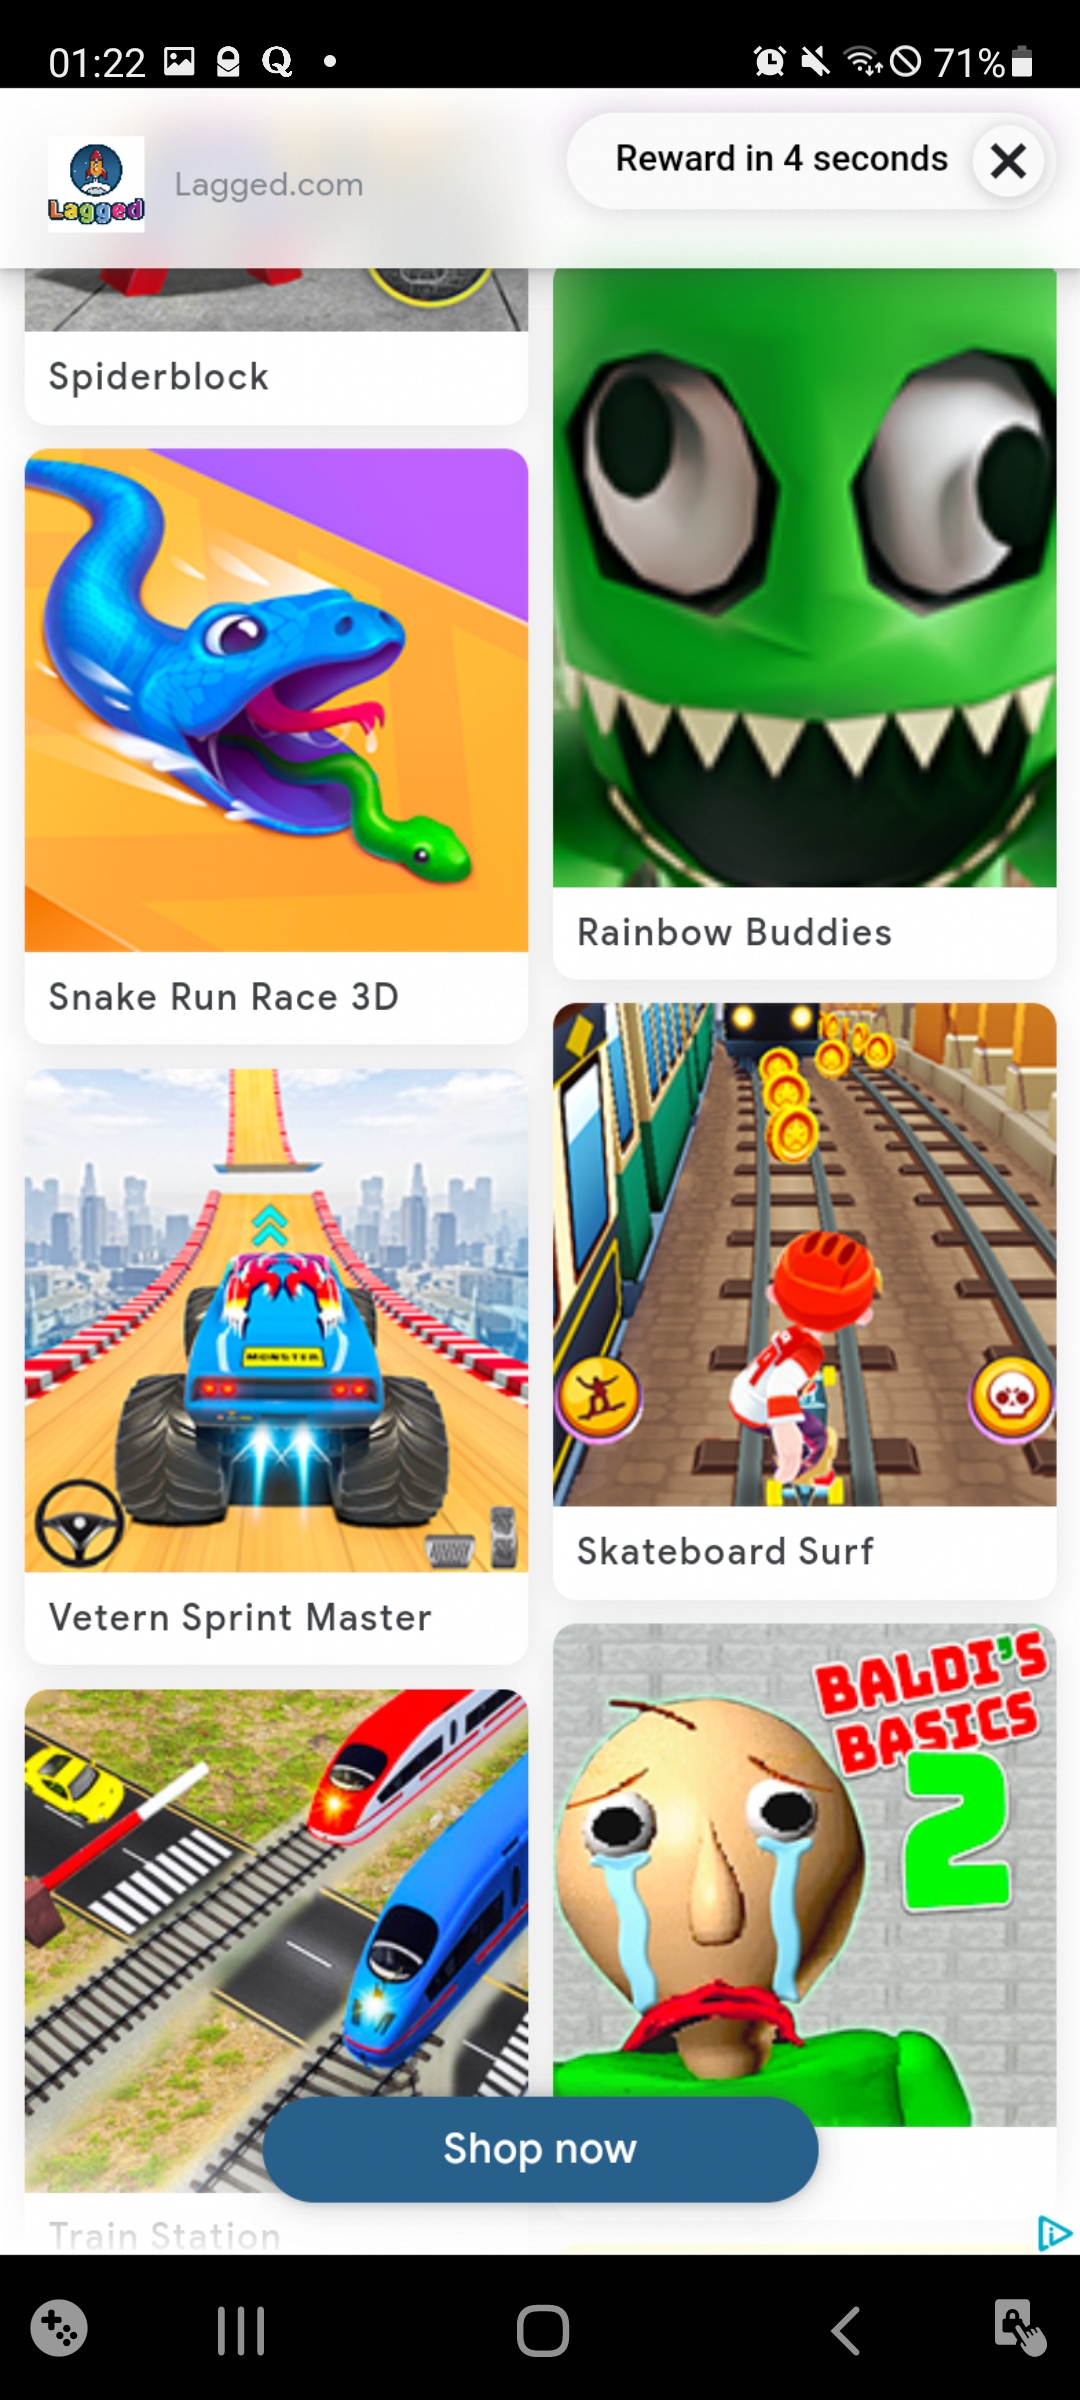 01:22
71%
Lagged
Lagged.com
Reward in 4 seconds
Spiderblock
Rainbow Buddies
Snake Run Race 3D
MONSTER
Skateboard Surf
Vetern Sprint Master
BALDI'S
BASICS
2
Shop now
Train Station